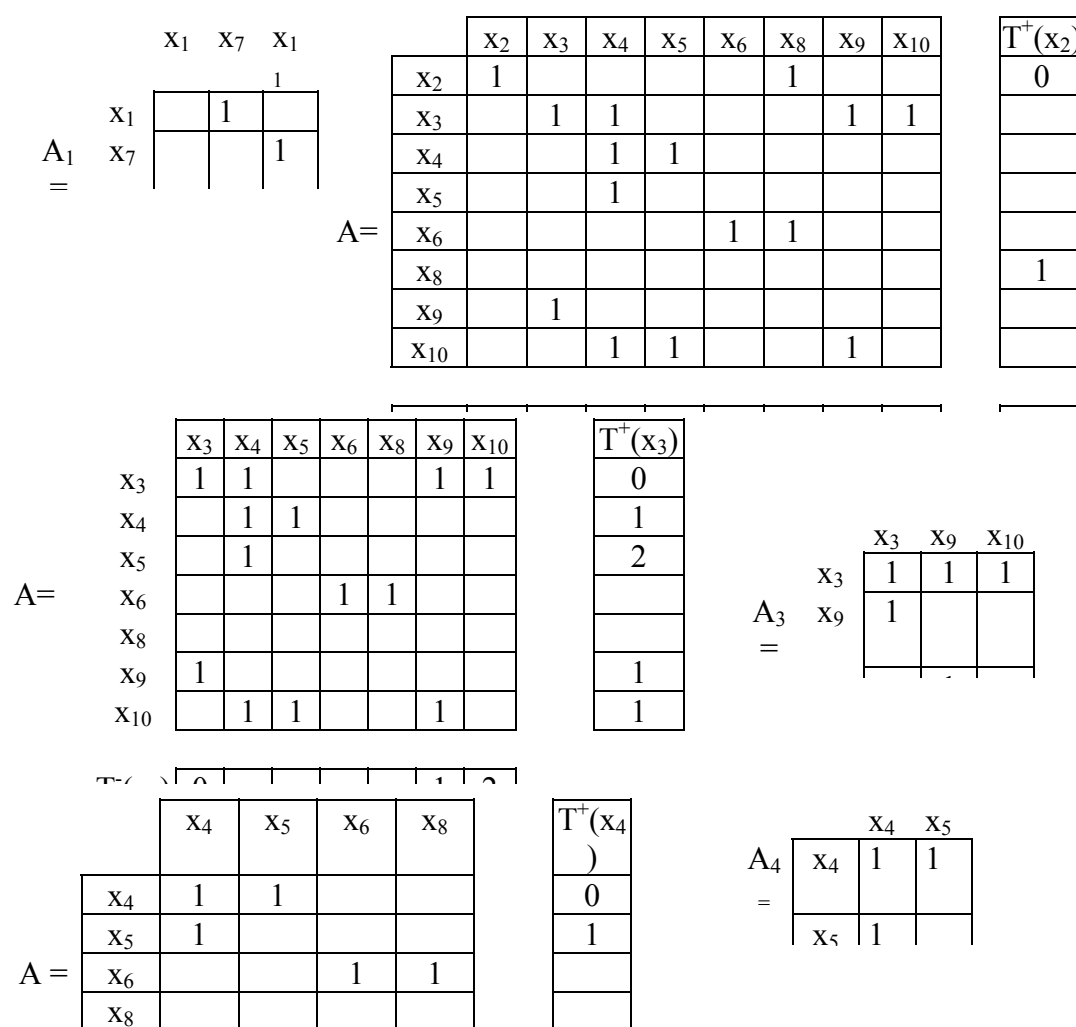 x₁ x₇ x₁
1
x₁ 1
A₁ x₇ 1
=
x₂ x₃ x₄ x₅ x₆ x₈ x₉ x₁₀ T⁺(x₂)
x₂ 1 1 0
x₃ 1 1 1 1
x₄ 1 1
x₅ 1
A= x₆ 1 1
x₈ 1
x₉ 1
x₁₀ 1 1 1
x₃ x₄ x₅ x₆ x₈ x₉ x₁₀ T⁺(x₃)
x₃ 1 1 1 1 0
x₄ 1 1 1
x₅ 1 2
A= x₆ 1 1
x₈
x₉ 1 1
x₁₀ 1 1 1 1
x₃ x₉ x₁₀
x₃ 1 1 1
A₃ x₉ 1
=
x₄ x₅ x₆ x₈ T⁺(x₄
)
x₄ 1 1 0
x₅ 1 1
A = x₆ 1 1
x₈
x₄ x₅
A₄ x₄ 1 1
=
x₅ 1